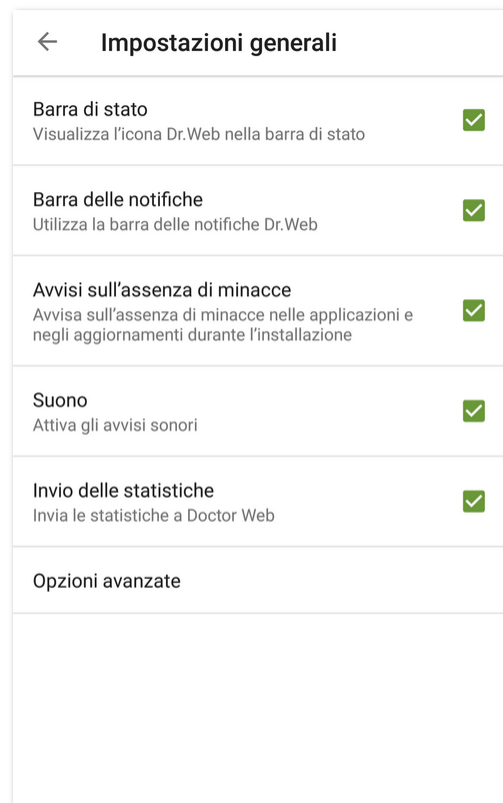 Impostazioni generali
Barra di stato
Visualizza l'icona Dr.Web nella barra di stato
Barra delle notifiche
Utilizza la barra delle notifiche Dr.Web
Avvisi sull'assenza di minacce
Avvisa sull'assenza di minacce nelle applicazioni e
negli aggiornamenti durante l'installazione
Suono
Attiva gli avvisi sonori
Invio delle statistiche
Invia le statistiche a Doctor Web
Opzioni avanzate